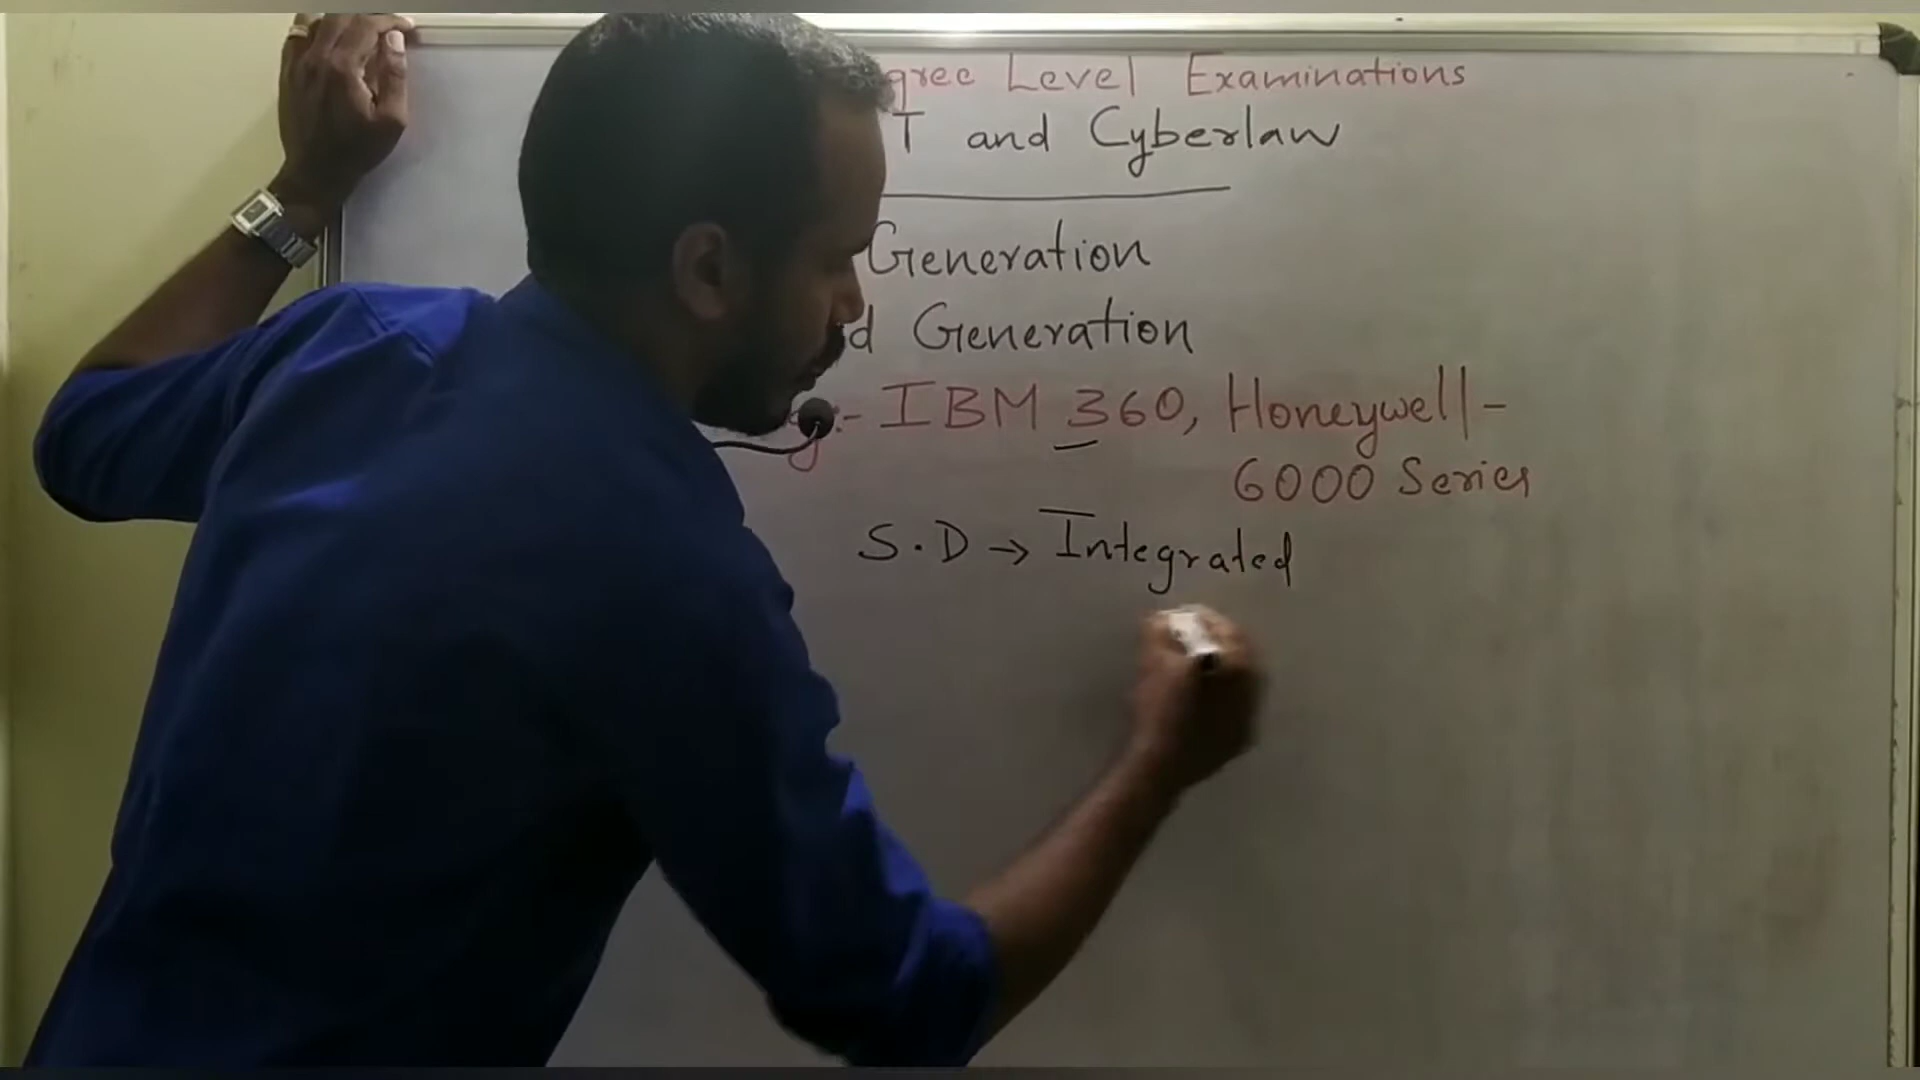 Level Examinations
and Cyberlaw
Generation
Generation
IBM 360, Honeywell-
6000 Series
S.D → Integrated